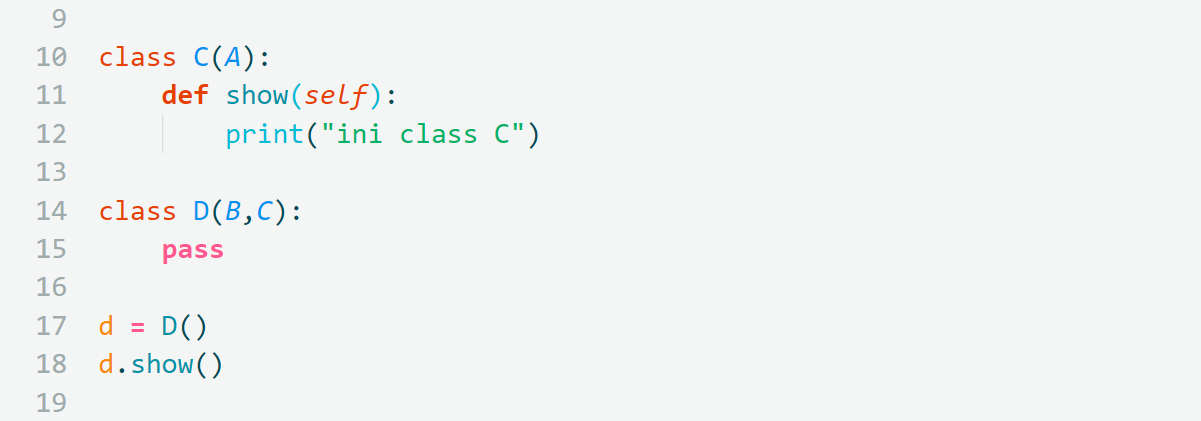 9
10 class C(A):
11     def show(self):
12         print("ini class C")
13
14 class D(B,C):
15     pass
16
17 d = D()
18 d.show()
19